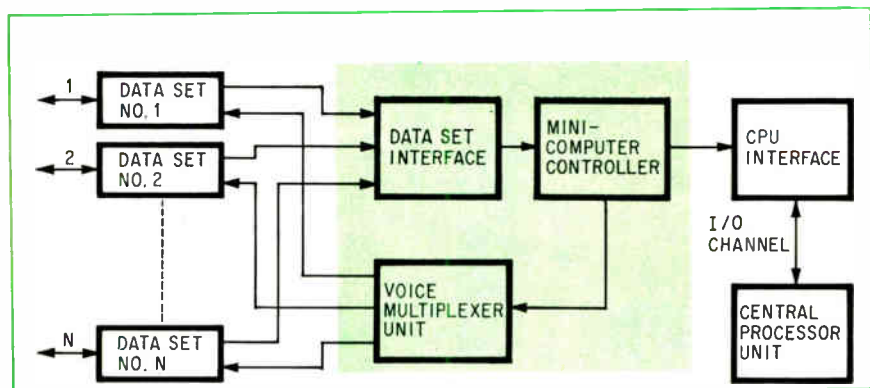 1
DATA SET
NO. 1
2
DATA SET
NO. 2
N
DATA SET
NO. N
DATA SET
INTERFACE
MINI-
COMPUTER
CONTROLLER
VOICE
MULTIPLEXER
UNIT
CPU
INTERFACE
I/O
CHANNEL
CENTRAL
PROCESSOR
UNIT